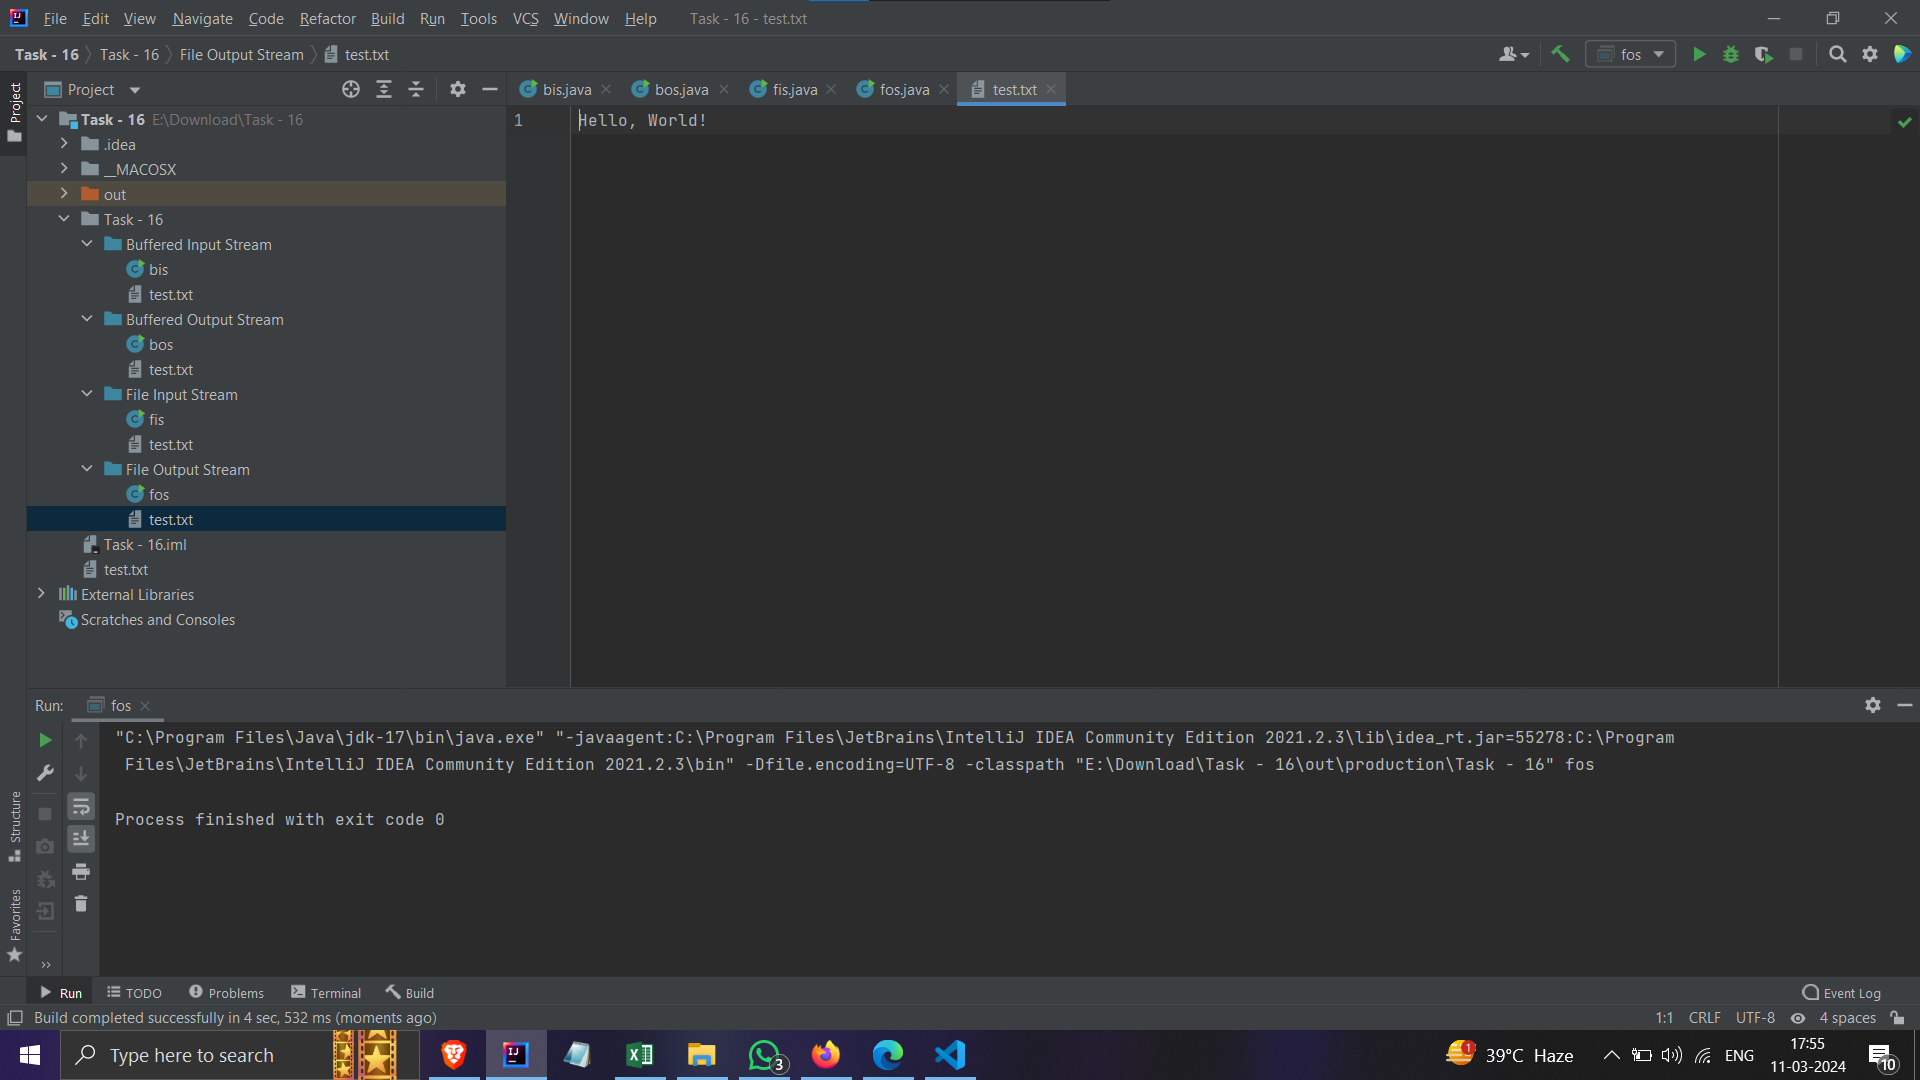 File Edit View Navigate Code Refactor Build Run Tools VCS Window Help Task - 16 - test.txt
Task - 16 Task - 16 File Output Stream test.txt fos
Project bis.java bos.java fis.java fos.java test.txt
Project
Task - 16 E:\Download\Task - 16
.idea
__MACOSX
out
Task - 16
Buffered Input Stream
bis
test.txt
Buffered Output Stream
bos
test.txt
File Input Stream
fis
test.txt
File Output Stream
fos
test.txt
Task - 16.iml
test.txt
External Libraries
Scratches and Consoles
1 Hello, World!
Run: fos
"C:\Program Files\Java\jdk-17\bin\java.exe" "-javaagent:C:\Program Files\JetBrains\IntelliJ IDEA Community Edition 2021.2.3\lib\idea_rt.jar=55278:C:\Program
Files\JetBrains\IntelliJ IDEA Community Edition 2021.2.3\bin" -Dfile.encoding=UTF-8 -classpath "E:\Download\Task - 16\out\production\Task - 16" fos
Process finished with exit code 0
Structure
Favorites
Run TODO Problems Terminal Build Event Log
Build completed successfully in 4 sec, 532 ms (moments ago) 1:1 CRLF UTF-8 4 spaces
Type here to search IJ 3 1 39°C Haze ENG 17:55
11-03-2024 10